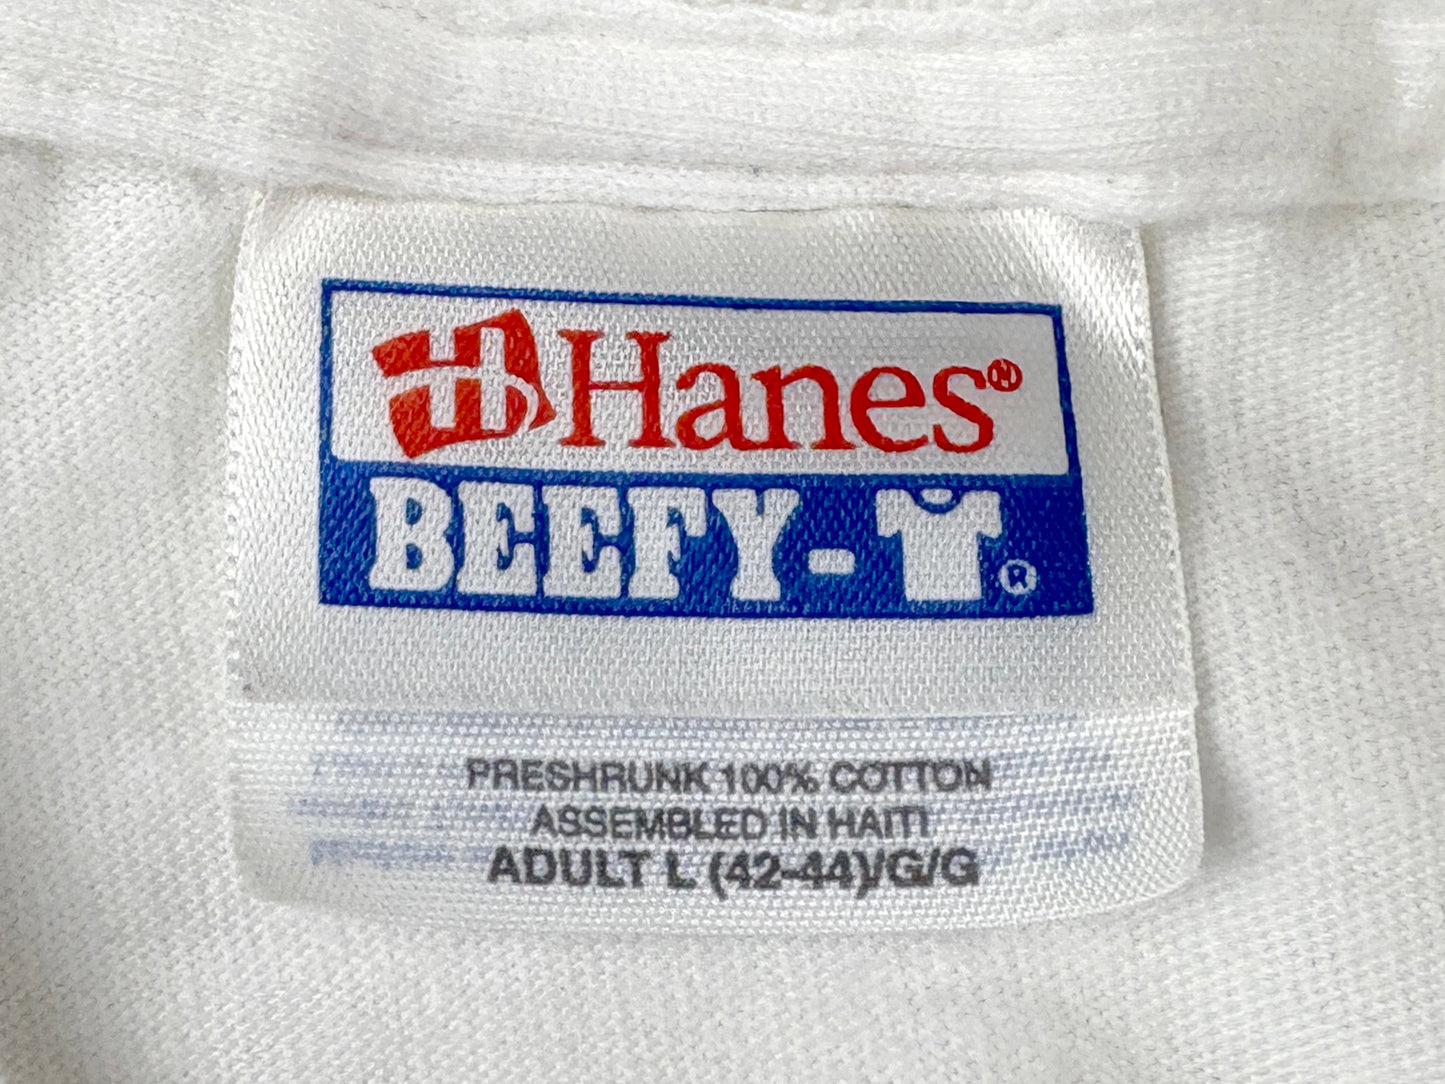 H Hanes®
BEEFY-T®
PRESHRUNK 100% COTTON
ASSEMBLED IN HAITI
ADULT L (42-44)/G/G